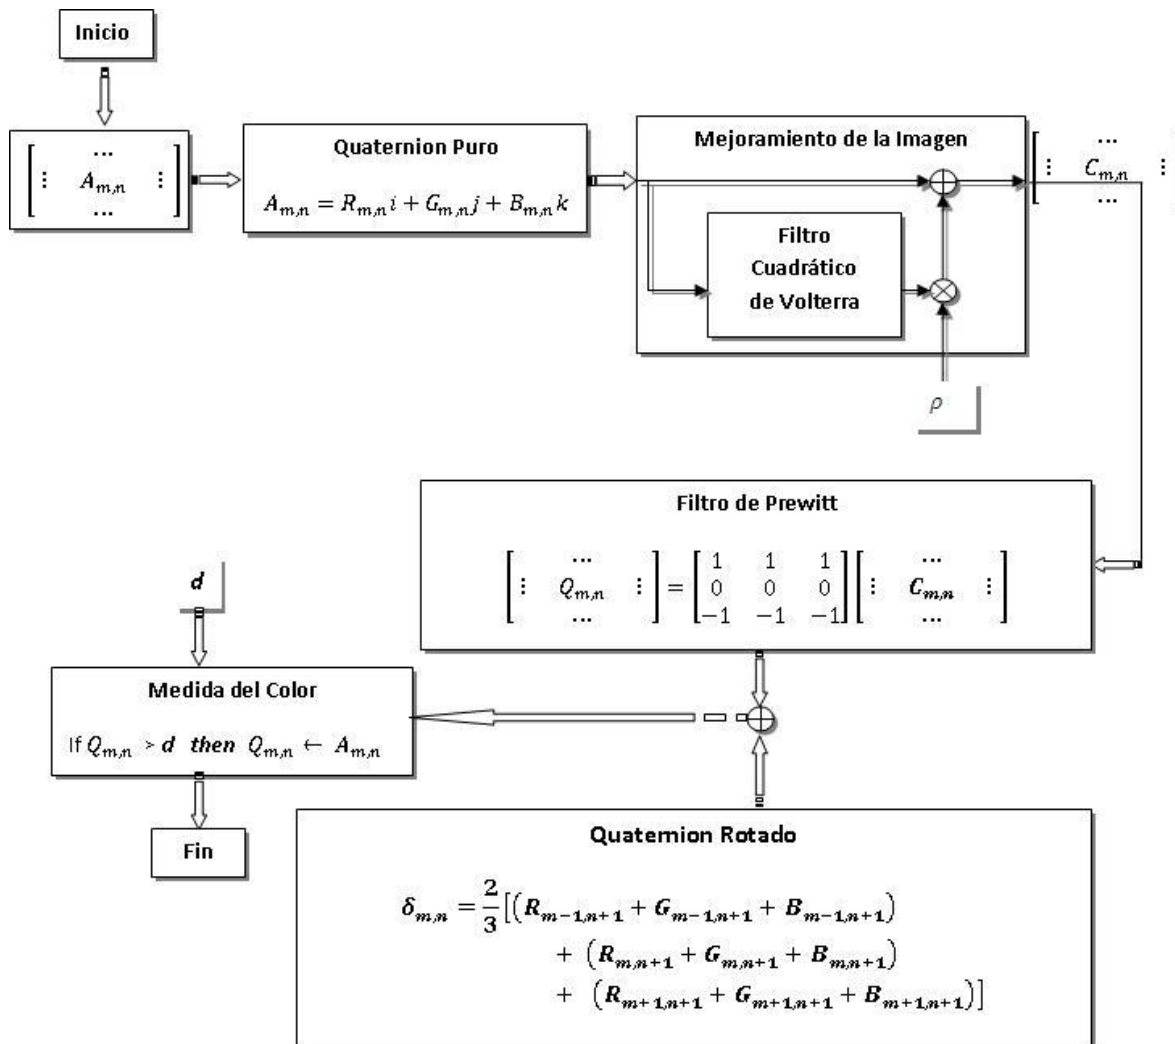 Inicio
...
⋮ A_{m,n} ⋮
...
Quaternion Puro
A_{m,n} = R_{m,n}i + G_{m,n}j + B_{m,n}k
Mejoramiento de la Imagen
Filtro
Cuadrático
de Volterra
ρ
...
⋮ C_{m,n} ⋮
...
Filtro de Prewitt
[ ... ] [ 1 1 1 ] [ ... ]
[ ⋮ Q_{m,n} ⋮ ] = [ 0 0 0 ] [ ⋮ C_{m,n} ⋮ ]
[ ... ] [ −1 −1 −1 ] [ ... ]
d
Medida del Color
If Q_{m,n} > d then Q_{m,n} ← A_{m,n}
Fin
Quaternion Rotado
δ_{m,n} = 2/3 [(R_{m−1,n+1} + G_{m−1,n+1} + B_{m−1,n+1})
+ (R_{m,n+1} + G_{m,n+1} + B_{m,n+1})
+ (R_{m+1,n+1} + G_{m+1,n+1} + B_{m+1,n+1})]